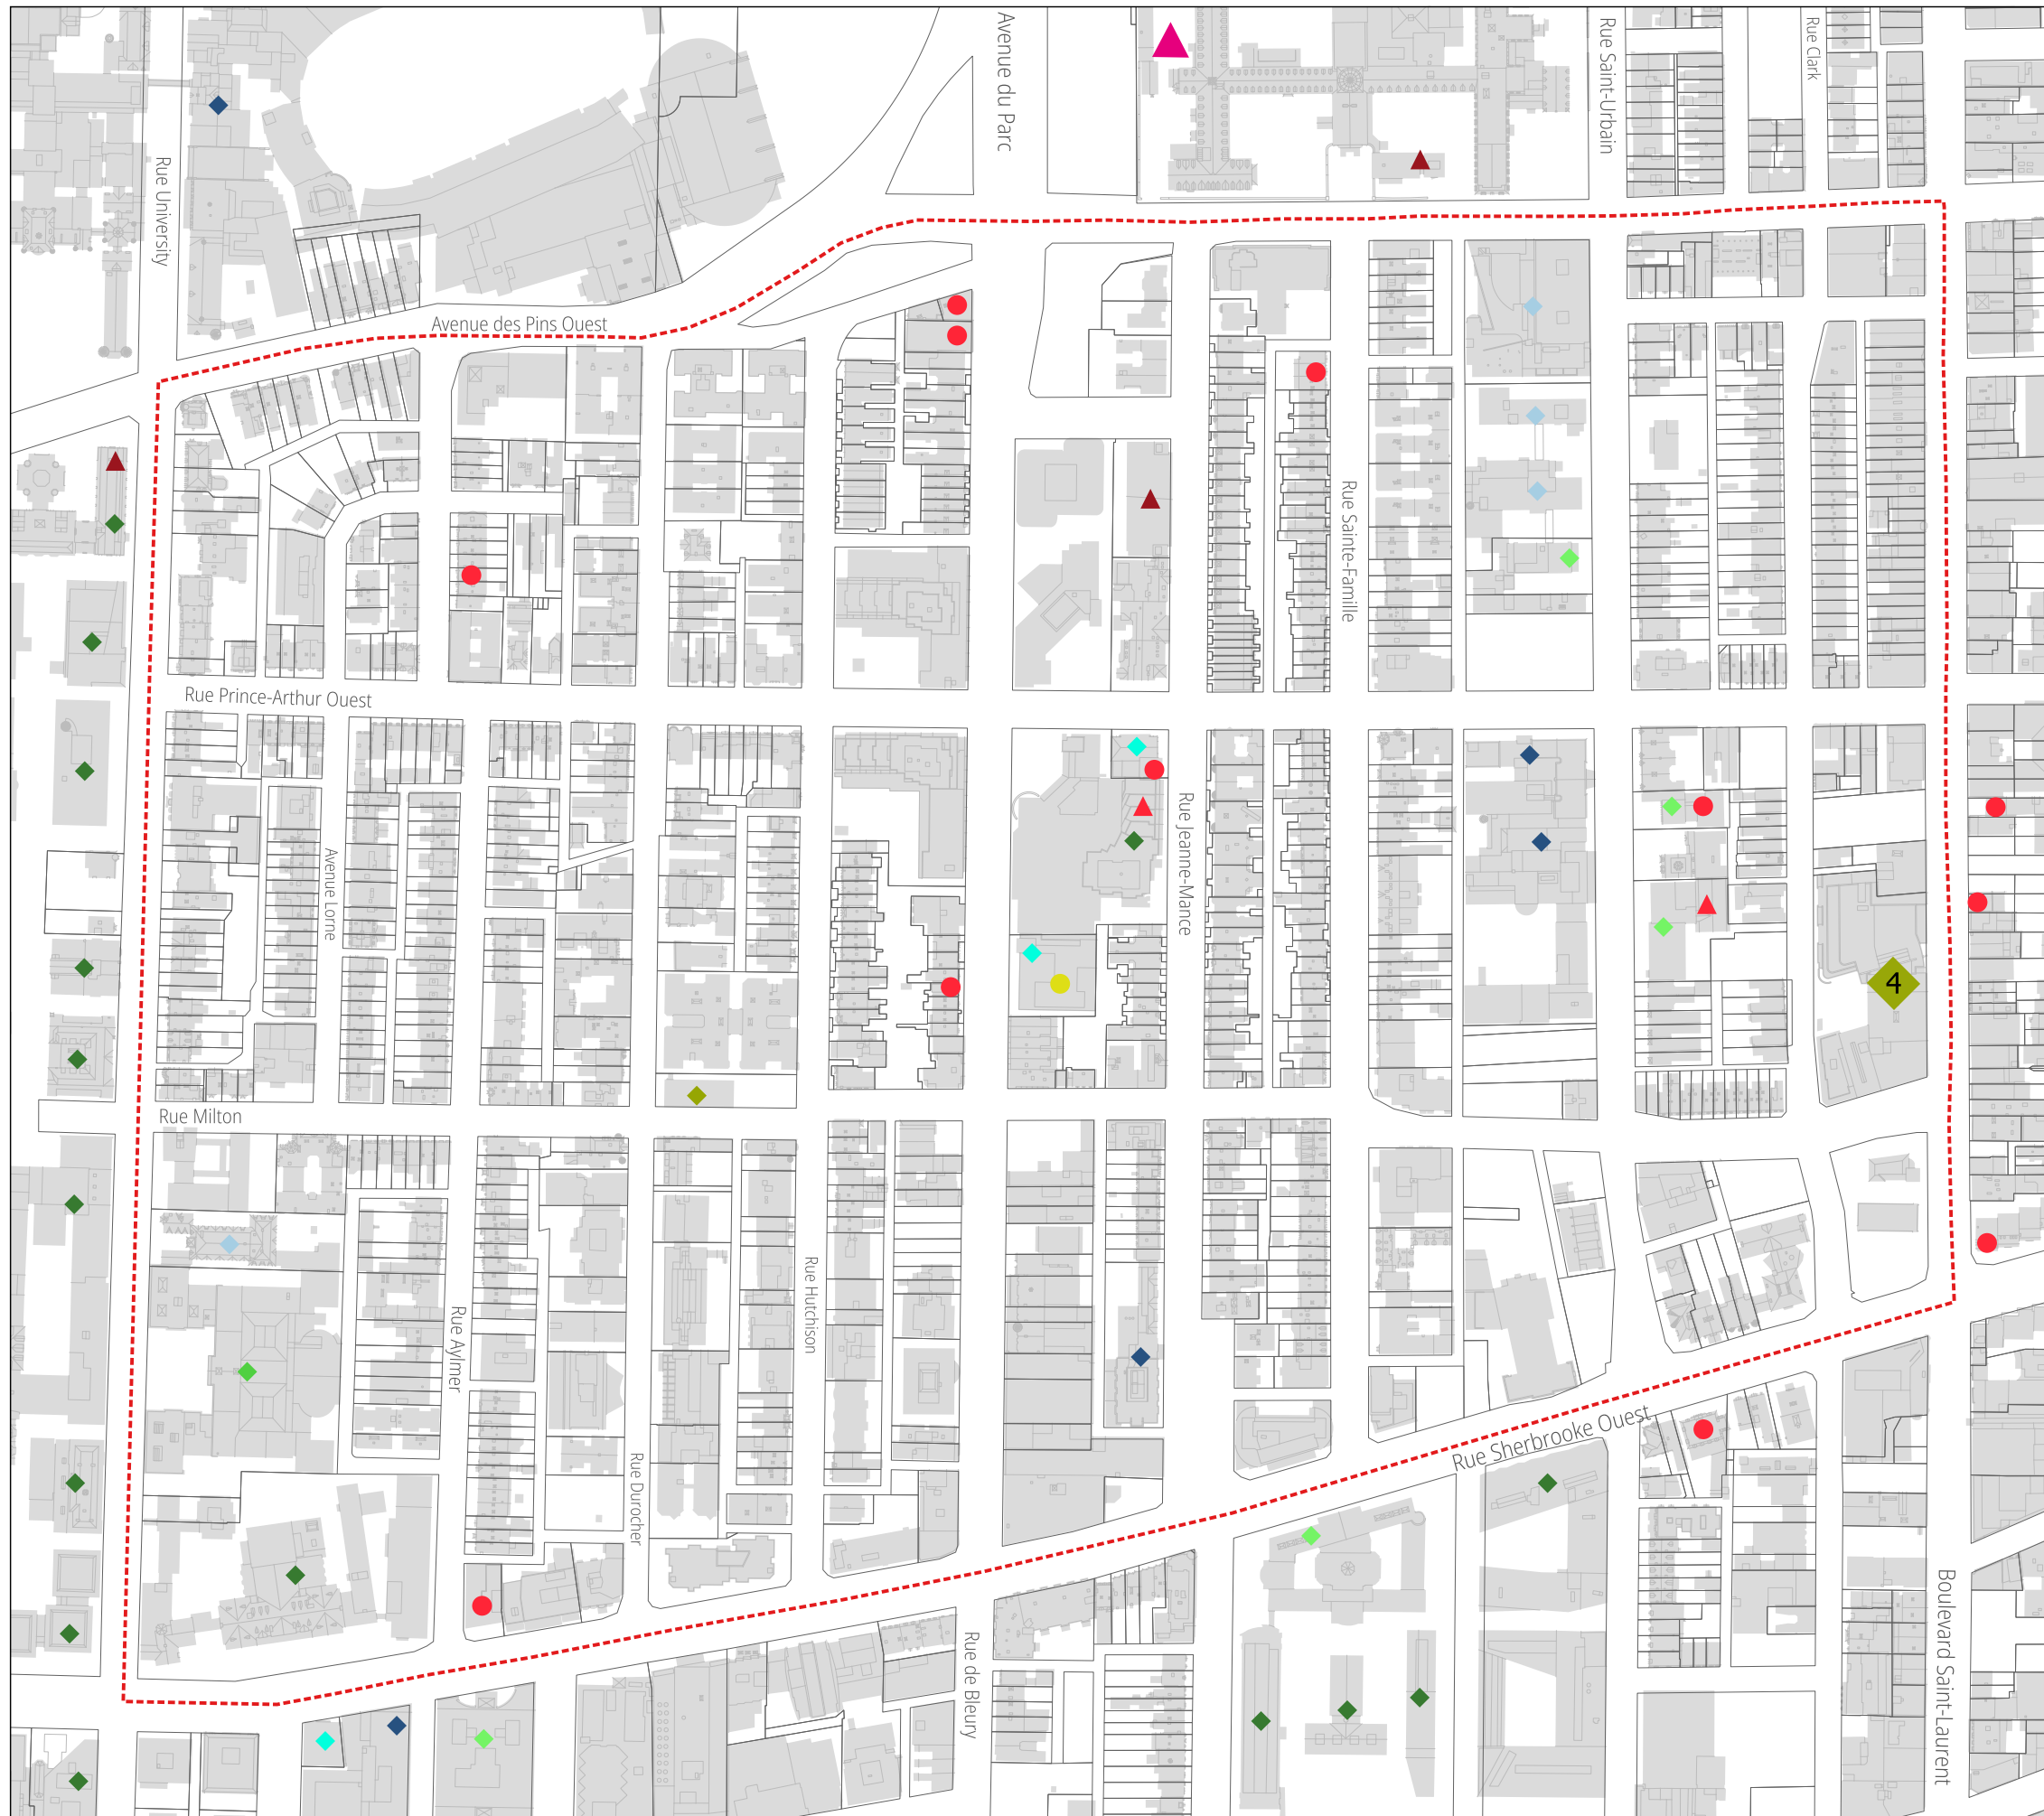 Avenue du Parc
Rue Saint-Urbain
Rue Clark
Rue University
Avenue des Pins Ouest
Rue Sainte-Famille
Rue Prince-Arthur Ouest
Avenue Lorne
Rue Jeanne-Mance
4
Rue Milton
Rue Hutchison
Rue Aylmer
Rue Durocher
Rue Sherbrooke Ouest
Rue de Bleury
Boulevard Saint-Laurent